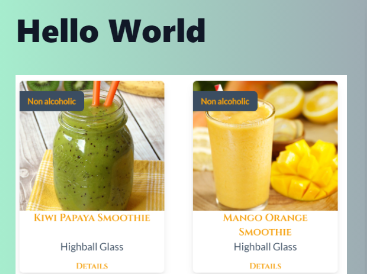 Hello World
Non alcoholic
Kiwi Papaya Smoothie
Highball Glass
Details
Non alcoholic
Mango Orange
Smoothie
Highball Glass
Details